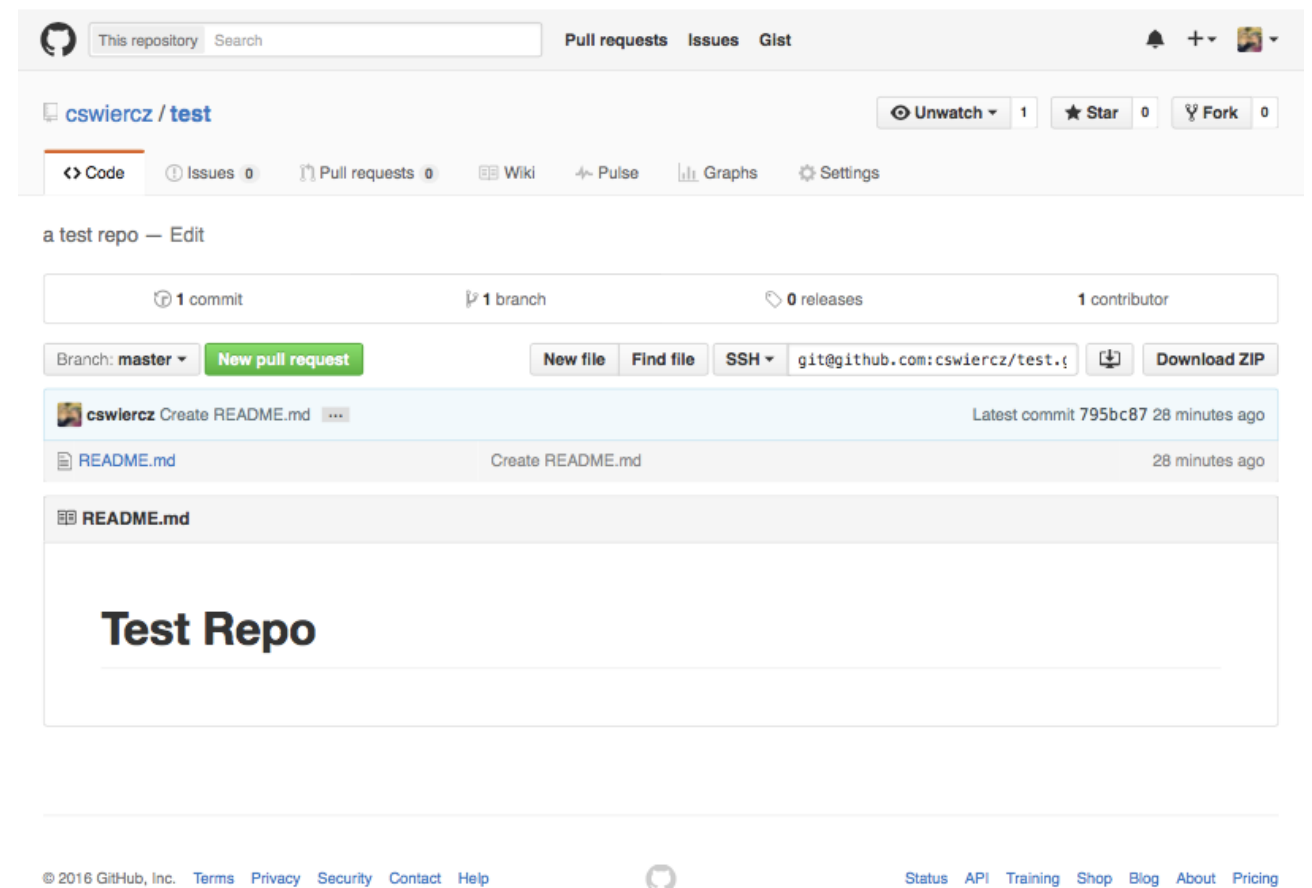 This repository Search Pull requests Issues Gist
cswiercz / test Unwatch 1 Star 0 Fork 0
Code Issues 0 Pull requests 0 Wiki Pulse Graphs Settings
a test repo — Edit
1 commit 1 branch 0 releases 1 contributor
Branch: master New pull request New file Find file SSH git@github.com:cswiercz/test.g Download ZIP
cswiercz Create README.md ... Latest commit 795bc87 28 minutes ago
README.md Create README.md 28 minutes ago
README.md
Test Repo
© 2016 GitHub, Inc. Terms Privacy Security Contact Help Status API Training Shop Blog About Pricing